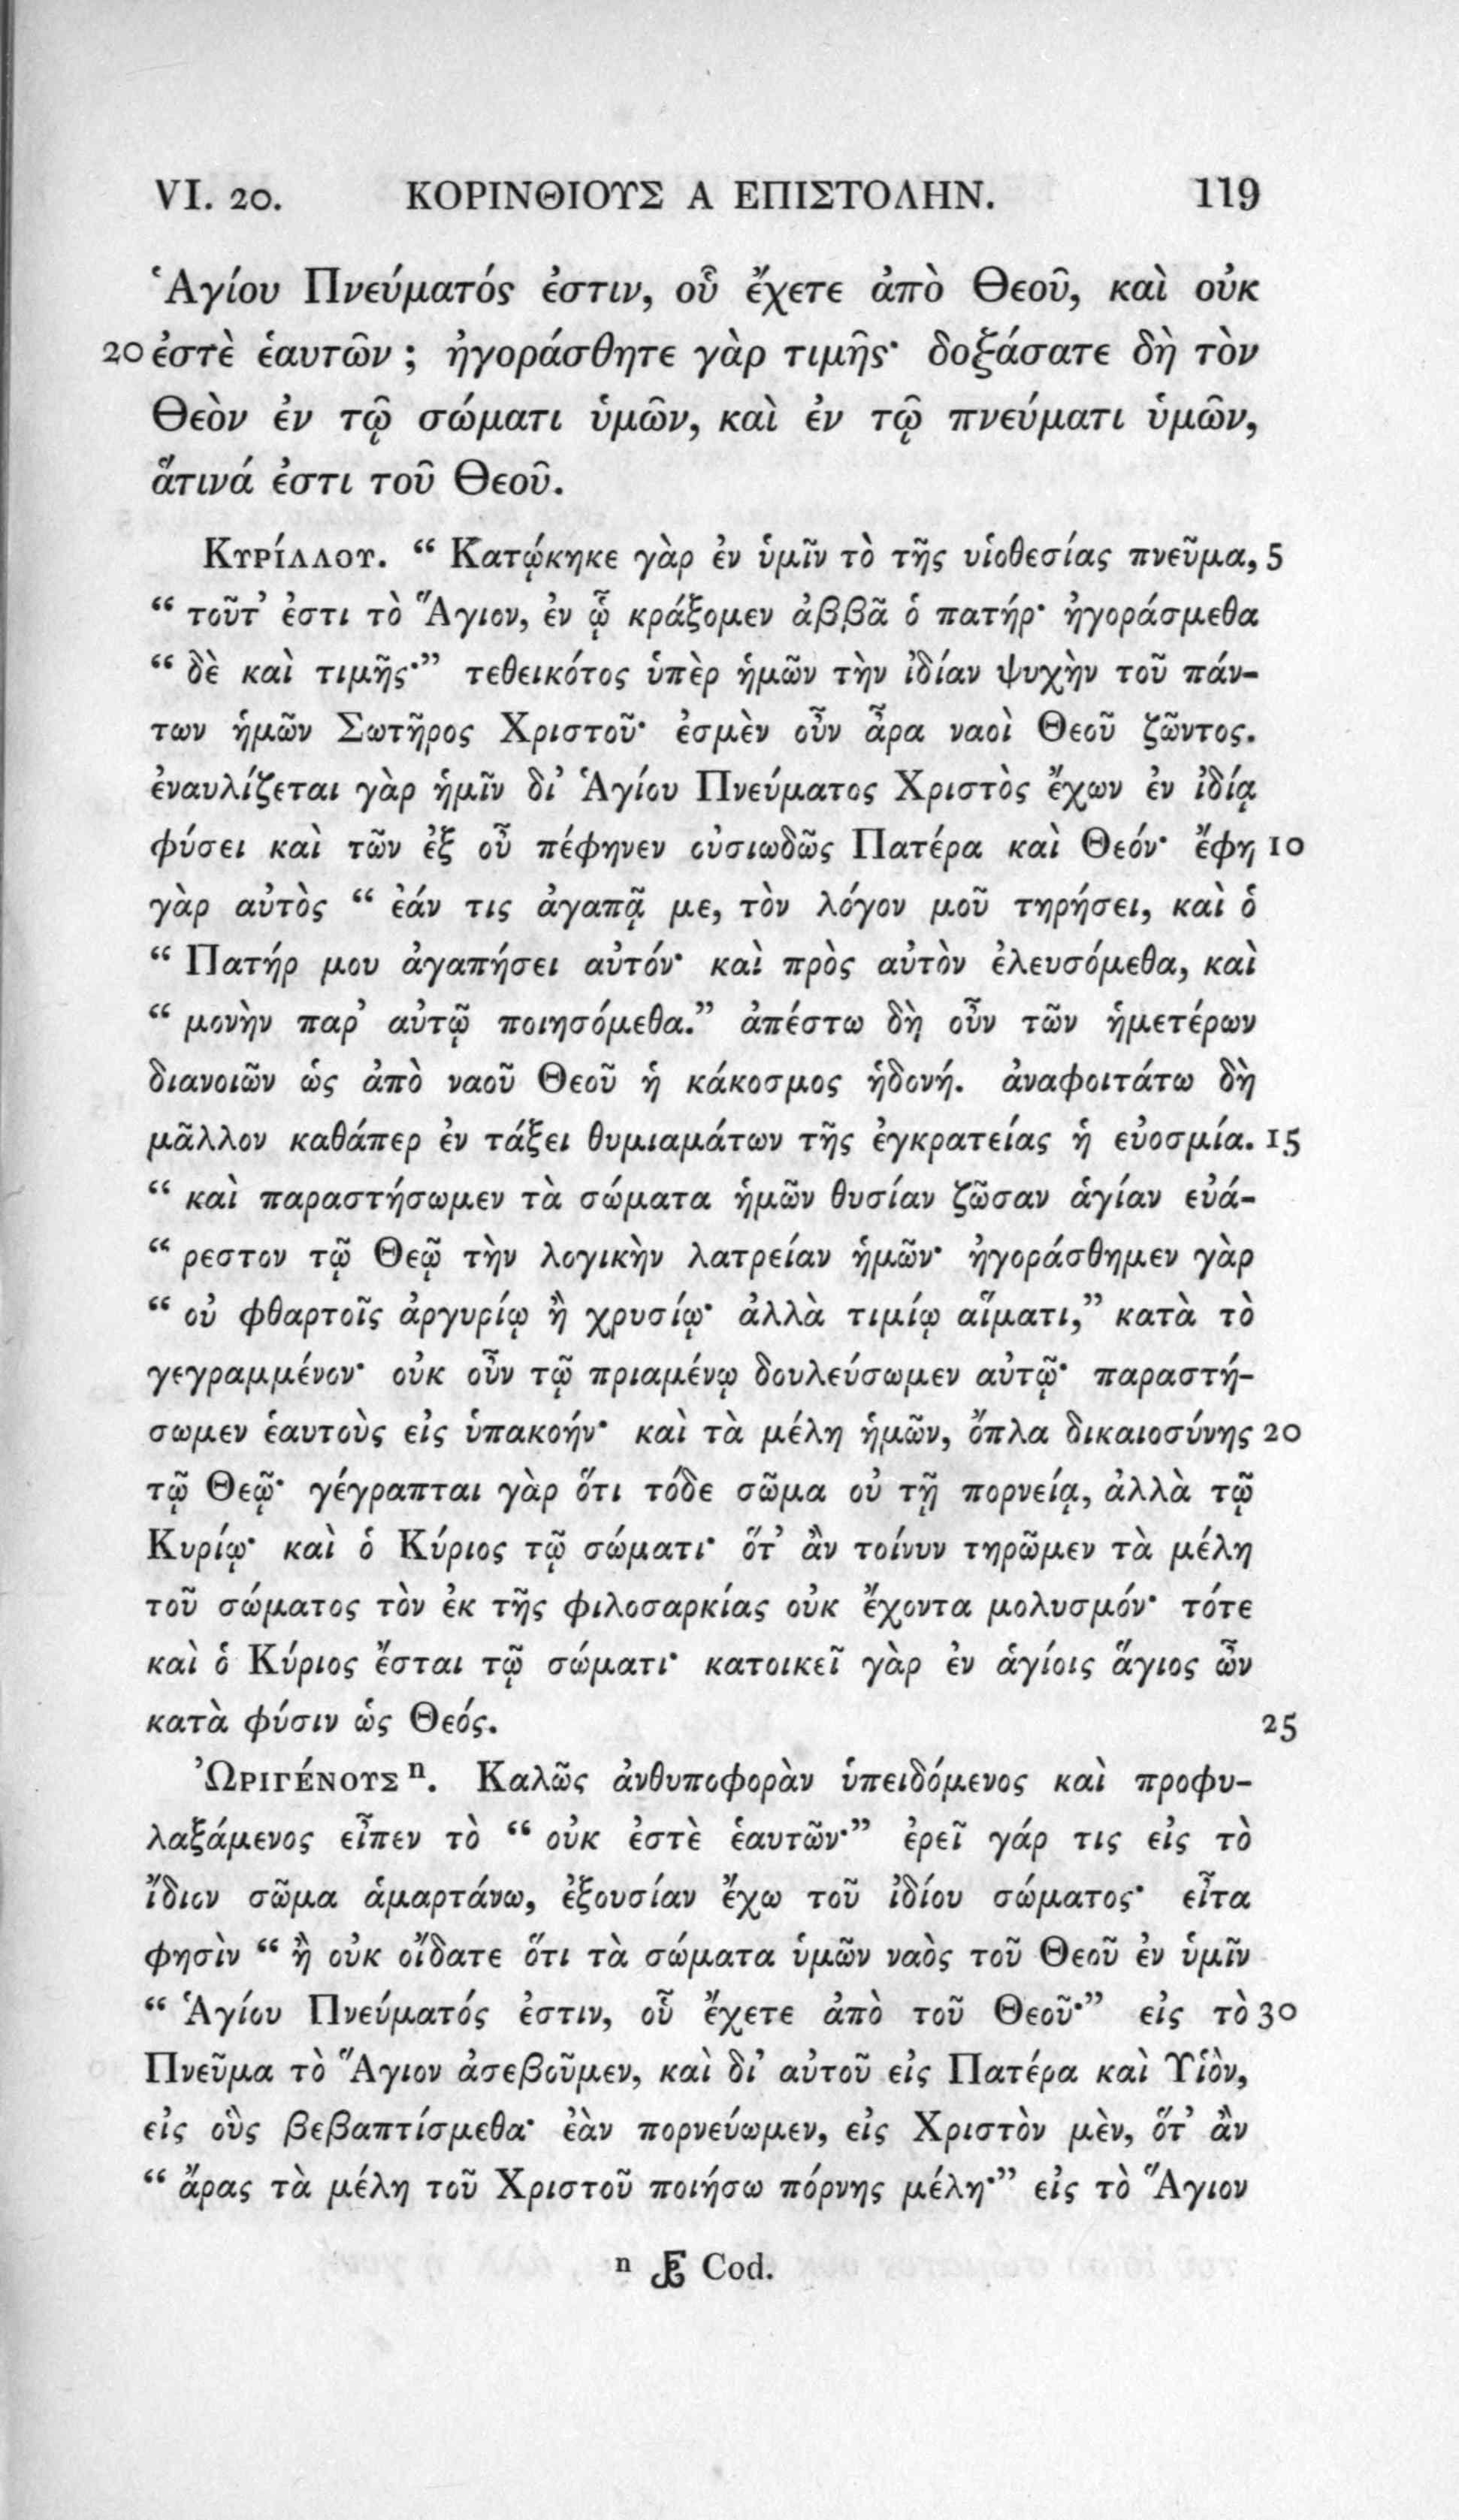 VI. 20. ΚΟΡΙΝΘΙΟΥΣ Α ΕΠΙΣΤΟΛΗΝ. 119
Ἁγίου Πνεύματός ἐστιν, οὗ ἔχετε ἀπὸ Θεοῦ, καὶ οὐκ
20 ἐστὲ ἑαυτῶν ; ἠγοράσθητε γὰρ τιμῆς· δοξάσατε δὴ τὸν
Θεὸν ἐν τῷ σώματι ὑμῶν, καὶ ἐν τῷ πνεύματι ὑμῶν,
ἅτινά ἐστι τοῦ Θεοῦ.
Κυρίλλου. “ Κατῴκηκε γὰρ ἐν ὑμῖν τὸ τῆς υἱοθεσίας πνεῦμα, 5
“ τοῦτ’ ἐστι τὸ Ἅγιον, ἐν ᾧ κράξομεν ἀββᾶ ὁ πατήρ· ἠγοράσμεθα
“ δὲ καὶ τιμῆς·” τεθεικότος ὑπὲρ ἡμῶν τὴν ἰδίαν ψυχὴν τοῦ πάν-
των ἡμῶν Σωτῆρος Χριστοῦ· ἐσμὲν οὖν ἆρα ναοὶ Θεοῦ ζῶντος.
ἐναυλίζεται γὰρ ἡμῖν δι’ Ἁγίου Πνεύματος Χριστὸς ἔχων ἐν ἰδίᾳ
φύσει καὶ τῶν ἐξ οὗ πέφηνεν οὐσιωδῶς Πατέρα καὶ Θεόν· ἔφη 10
γὰρ αὐτὸς “ ἐάν τις ἀγαπᾷ με, τὸν λόγον μοῦ τηρήσει, καὶ ὁ
“ Πατήρ μου ἀγαπήσει αὐτόν· καὶ πρὸς αὐτὸν ἐλευσόμεθα, καὶ
“ μονὴν παρ’ αὐτῷ ποιησόμεθα.” ἀπέστω δὴ οὖν τῶν ἡμετέρων
διανοιῶν ὡς ἀπὸ ναοῦ Θεοῦ ἡ κάκοσμος ἡδονή. ἀναφοιτάτω δὴ
μᾶλλον καθάπερ ἐν τάξει θυμιαμάτων τῆς ἐγκρατείας ἡ εὐοσμία. 15
“ καὶ παραστήσωμεν τὰ σώματα ἡμῶν θυσίαν ζῶσαν ἁγίαν εὐά-
“ ρεστον τῷ Θεῷ τὴν λογικὴν λατρείαν ἡμῶν· ἠγοράσθημεν γὰρ
“ οὐ φθαρτοῖς ἀργυρίῳ ἢ χρυσίῳ· ἀλλὰ τιμίῳ αἵματι,” κατὰ τὸ
γεγραμμένον· οὐκ οὖν τῷ πριαμένῳ δουλεύσωμεν αὐτῷ· παραστή-
σωμεν ἑαυτοὺς εἰς ὑπακοήν· καὶ τὰ μέλη ἡμῶν, ὅπλα δικαιοσύνης 20
τῷ Θεῷ· γέγραπται γὰρ ὅτι τόδε σῶμα οὐ τῇ πορνείᾳ, ἀλλὰ τῷ
Κυρίῳ· καὶ ὁ Κύριος τῷ σώματι· ὅτ’ ἂν τοίνυν τηρῶμεν τὰ μέλη
τοῦ σώματος τὸν ἐκ τῆς φιλοσαρκίας οὐκ ἔχοντα μολυσμόν· τότε
καὶ ὁ Κύριος ἔσται τῷ σώματι· κατοικεῖ γὰρ ἐν ἁγίοις ἅγιος ὢν
κατὰ φύσιν ὡς Θεός. 25
Ὠριγένους n. Καλῶς ἀνθυποφορὰν ὑπειδόμενος καὶ προφυ-
λαξάμενος εἶπεν τὸ “ οὐκ ἐστὲ ἑαυτῶν·” ἐρεῖ γάρ τις εἰς τὸ
ἴδιον σῶμα ἁμαρτάνω, ἐξουσίαν ἔχω τοῦ ἰδίου σώματος· εἶτα
φησὶν “ ἢ οὐκ οἴδατε ὅτι τὰ σώματα ὑμῶν ναὸς τοῦ Θεοῦ ἐν ὑμῖν
“ Ἁγίου Πνεύματός ἐστιν, οὗ ἔχετε ἀπὸ τοῦ Θεοῦ·” εἰς τὸ 30
Πνεῦμα τὸ Ἅγιον ἀσεβοῦμεν, καὶ δι’ αὐτοῦ εἰς Πατέρα καὶ Υἱὸν,
εἰς οὓς βεβαπτίσμεθα· ἐὰν πορνεύωμεν, εἰς Χριστὸν μὲν, ὅτ’ ἂν
“ ἄρας τὰ μέλη τοῦ Χριστοῦ ποιήσω πόρνης μέλη·” εἰς τὸ Ἅγιον
n Cod.